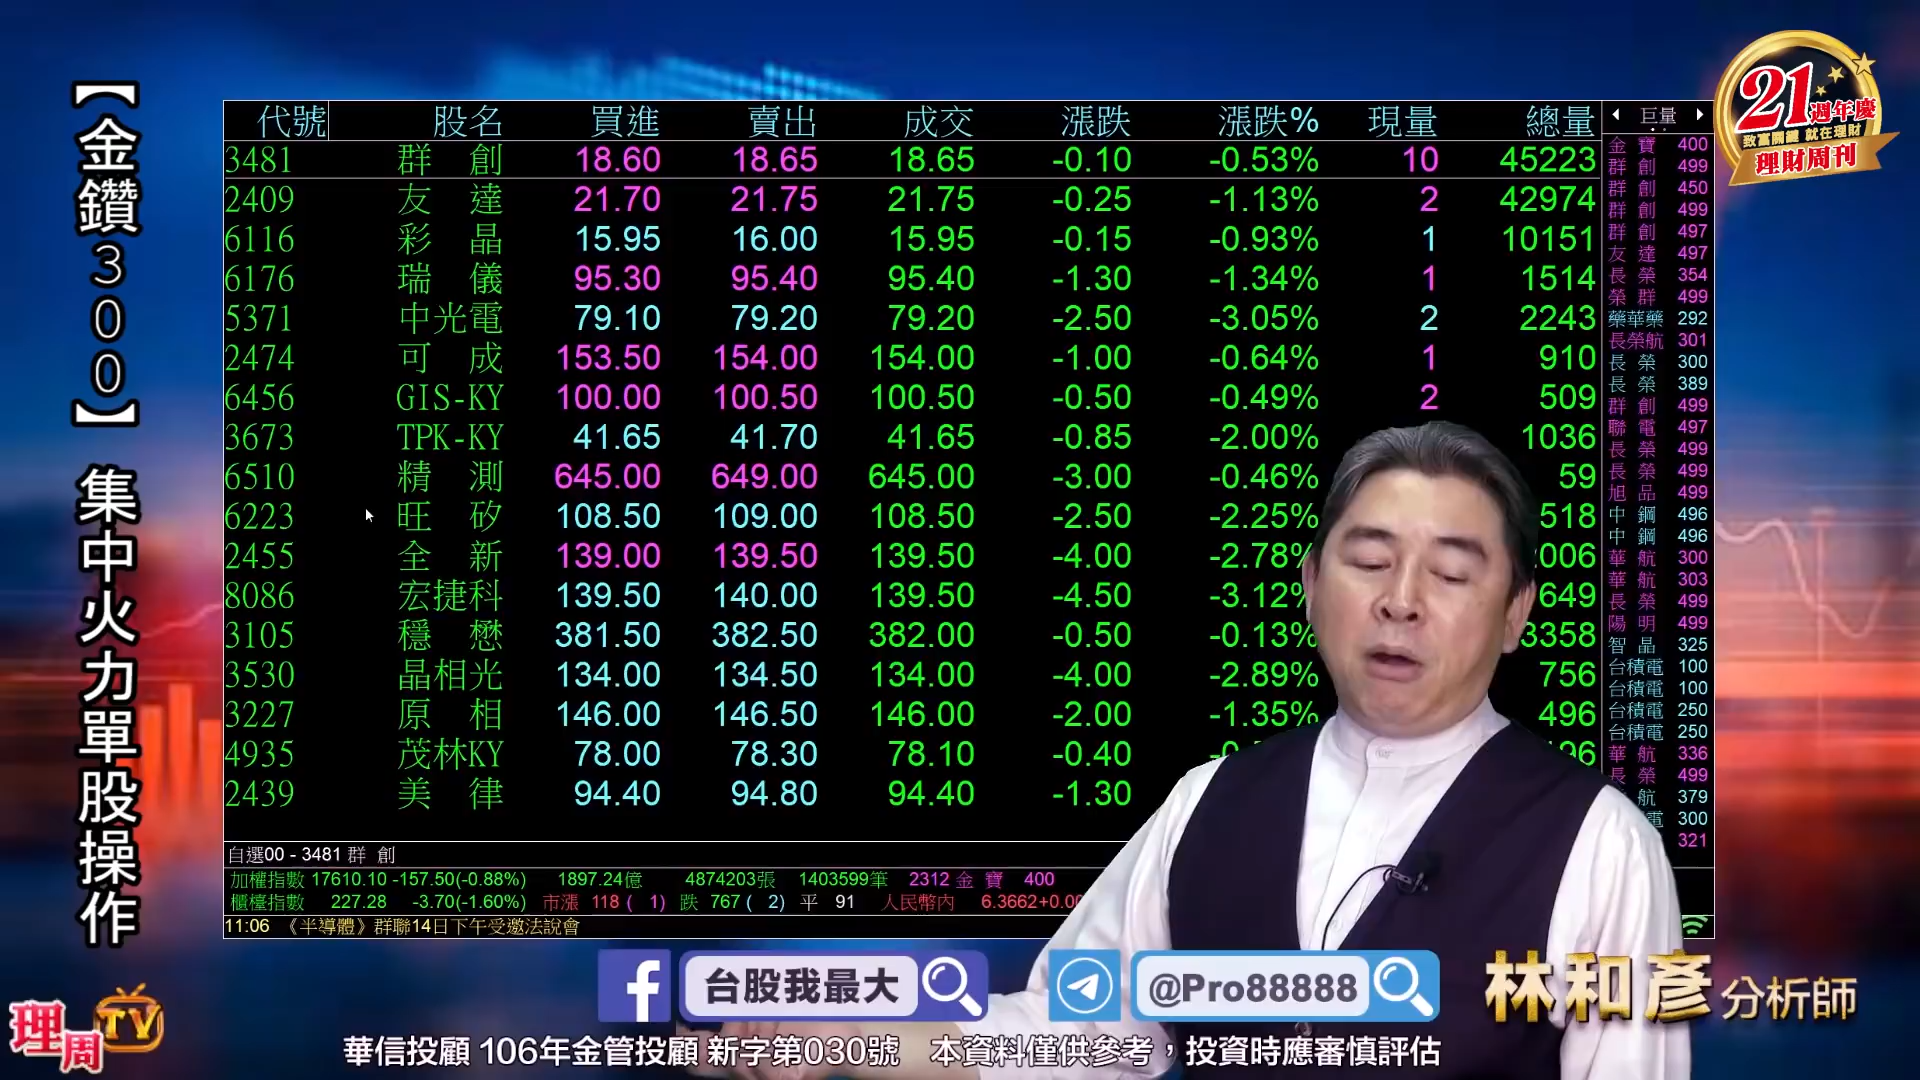 【金鑽３００】集中火力單股操作
21週年慶
致富關鍵 就在理財
理財周刊
代號 股名 買進 賣出 成交 漲跌 漲跌% 現量 總量
3481 群 創 18.60 18.65 18.65 -0.10 -0.53% 10 45223
2409 友 達 21.70 21.75 21.75 -0.25 -1.13% 2 42974
6116 彩 晶 15.95 16.00 15.95 -0.15 -0.93% 1 10151
6176 瑞 儀 95.30 95.40 95.40 -1.30 -1.34% 1 1514
5371 中光電 79.10 79.20 79.20 -2.50 -3.05% 2 2243
2474 可 成 153.50 154.00 154.00 -1.00 -0.64% 1 910
6456 GIS-KY 100.00 100.50 100.50 -0.50 -0.49% 2 509
3673 TPK-KY 41.65 41.70 41.65 -0.85 -2.00% 1036
6510 精 測 645.00 649.00 645.00 -3.00 -0.46% 59
6223 旺 矽 108.50 109.00 108.50 -2.50 -2.25% 518
2455 全 新 139.00 139.50 139.50 -4.00 -2.78% 006
8086 宏捷科 139.50 140.00 139.50 -4.50 -3.12% 649
3105 穩 懋 381.50 382.50 382.00 -0.50 -0.13% 3358
3530 晶相光 134.00 134.50 134.00 -4.00 -2.89% 756
3227 原 相 146.00 146.50 146.00 -2.00 -1.35% 496
4935 茂林KY 78.00 78.30 78.10 -0.40
2439 美 律 94.40 94.80 94.40 -1.30
巨量
金 寶 400
群 創 499
群 創 450
群 創 499
群 創 497
友 達 497
長 榮 354
榮 群 499
藥華藥 292
長榮航 301
長 榮 300
長 榮 389
群 創 499
聯 電 497
長 榮 499
長 榮 499
旭 品 499
中 鋼 496
中 鋼 496
華 航 300
華 航 303
長 榮 499
陽 明 499
智 晶 325
台積電 100
台積電 100
台積電 250
台積電 250
華 航 336
長 榮 499
航 379
電 300
321
自選00 - 3481 群 創
加權指數 17610.10 -157.50(-0.88%) 1897.24億 4874203張 1403599筆 2312 金 寶 400
櫃檯指數 227.28 -3.70(-1.60%) 市漲 118 ( 1) 跌 767 ( 2) 平 91 人民幣內 6.3662+0.00
11:06 《半導體》群聯14日下午受邀法說會
台股我最大
@Pro88888
林和彥 分析師
理周TV
華信投顧 106年金管投顧 新字第030號 本資料僅供參考，投資時應審慎評估